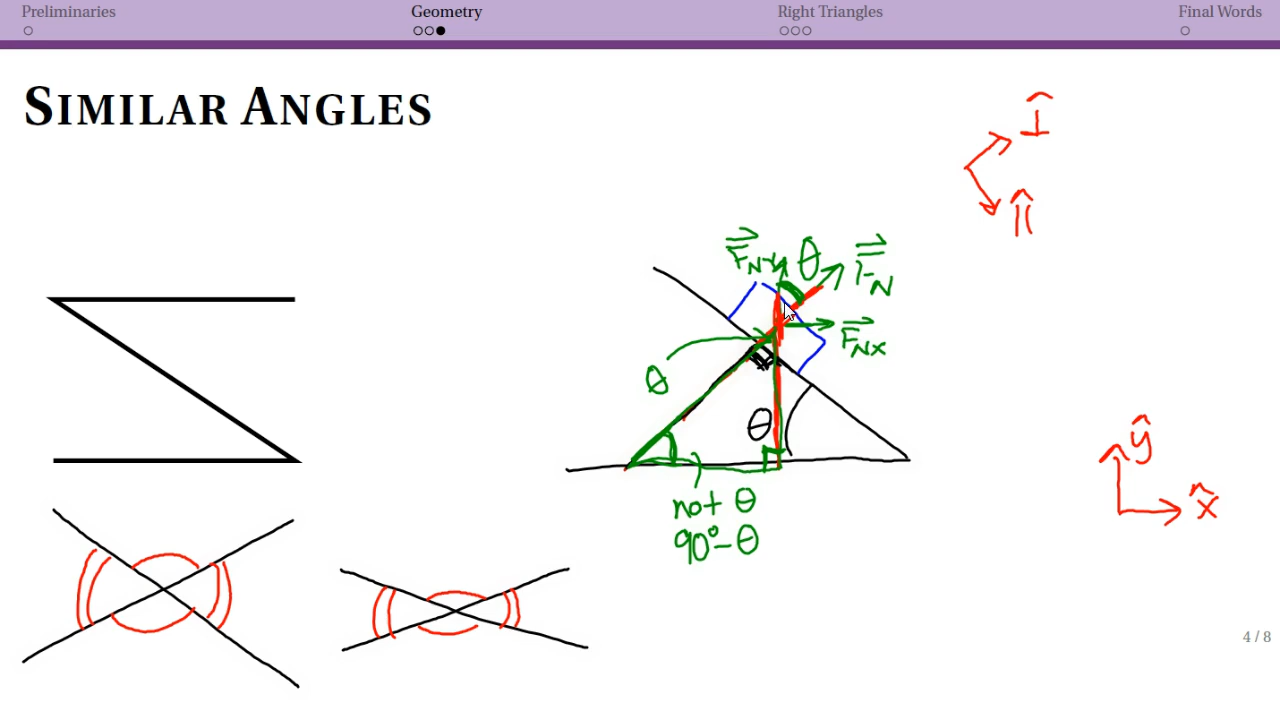 Preliminaries
Geometry
Right Triangles
Final Words
SIMILAR ANGLES
Î
F⃗NY
θ
F⃗N
F⃗NX
θ
θ
ŷ
x̂
not θ
90°-θ
4 / 8